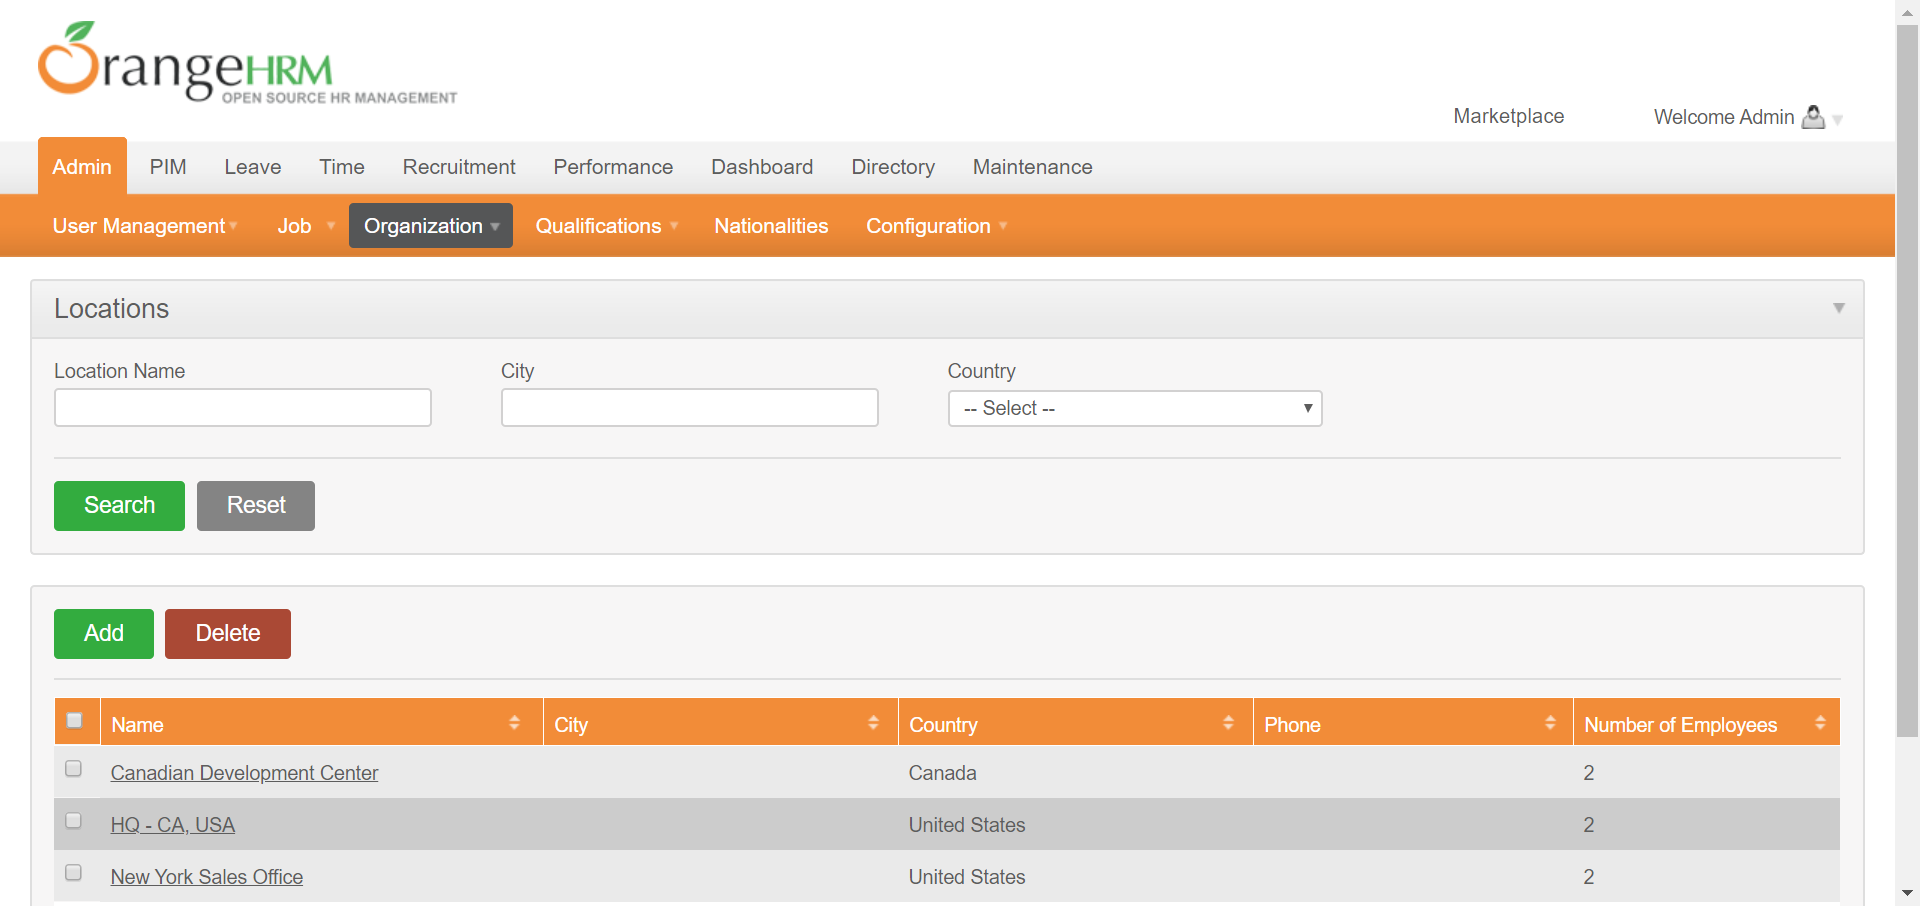 OrangeHRM
OPEN SOURCE HR MANAGEMENT
Marketplace
Welcome Admin
Admin PIM Leave Time Recruitment Performance Dashboard Directory Maintenance
User Management Job Organization Qualifications Nationalities Configuration
Locations
Location Name City Country
-- Select --
Search Reset
Add Delete
Name City Country Phone Number of Employees
Canadian Development Center Canada 2
HQ - CA, USA United States 2
New York Sales Office United States 2